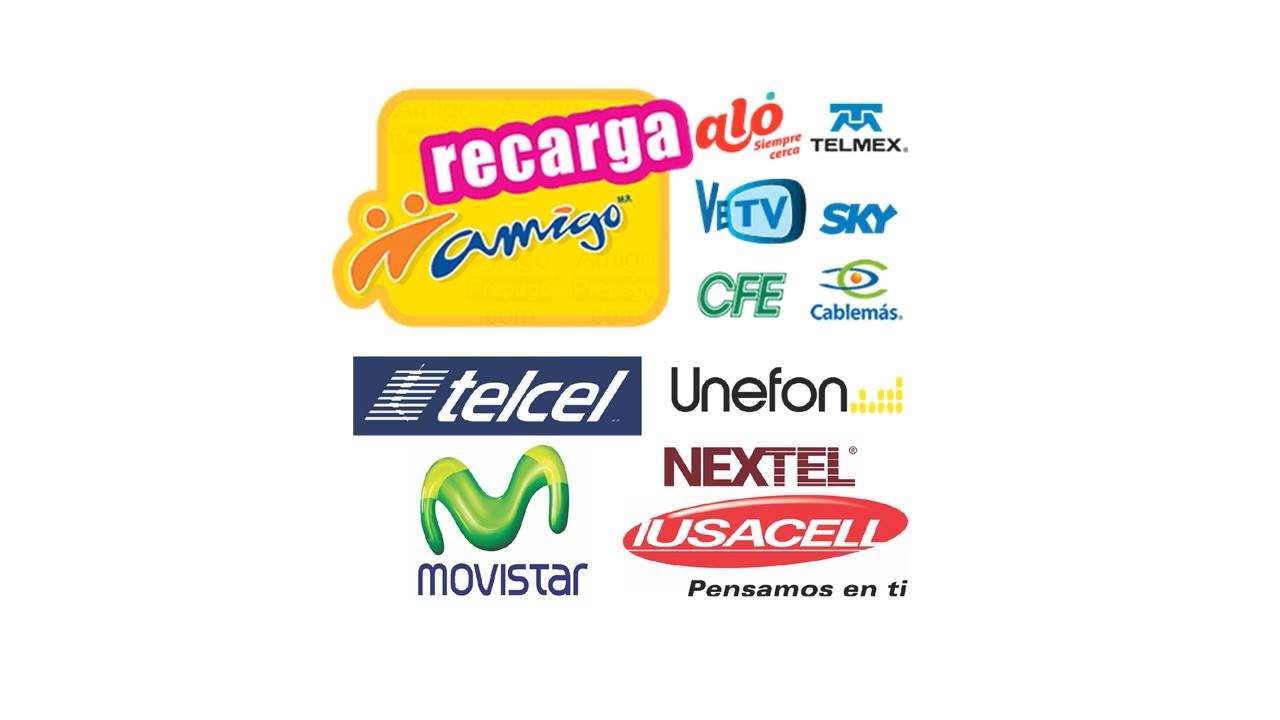 recarga
amigo M.R
aló
Siempre
cerca
TELMEX®
VETV
SKY
CFE
Cablemás®
telcel
Unefon
movistar
NEXTEL®
IUSACELL
Pensamos en ti